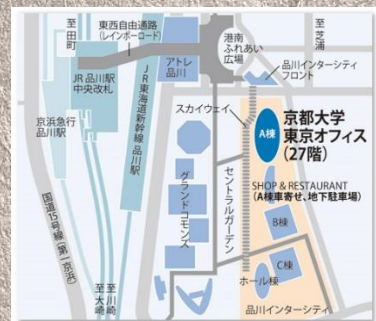 至田町
東西自由通路
(レインボーロード)
港南
ふれあい
広場
至芝浦
アトレ
品川
JR 品川駅
中央改札
JR東海道新幹線 品川駅
品川インターシティ
フロント
スカイウェイ
京浜急行
品川駅
A棟
京都大学
東京オフィス
(27階)
SHOP & RESTAURANT
(A棟車寄せ、地下駐車場)
国道15号線(第一京浜)
グランドコモンズ
セントラルガーデン
B棟
C棟
ホール棟
至大崎
至川崎
品川インターシティ